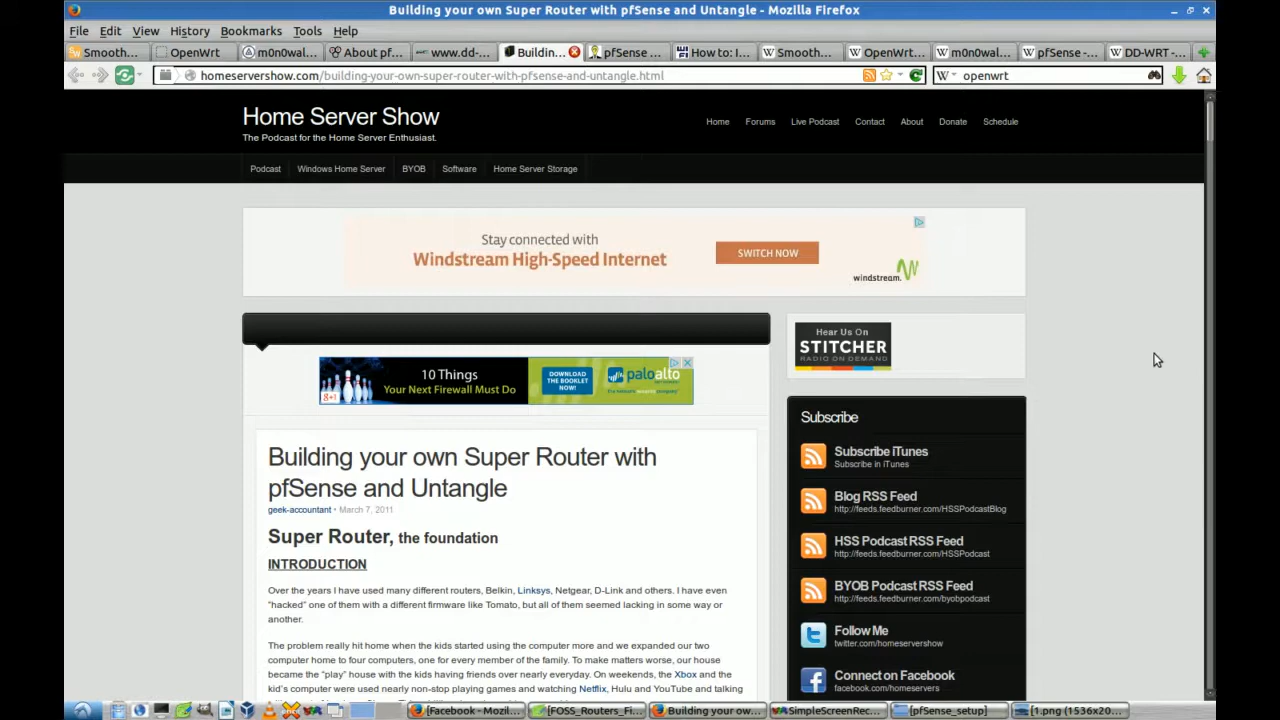 Building your own Super Router with pfSense and Untangle - Mozilla Firefox
File Edit View History Bookmarks Tools Help
Smooth... OpenWrt m0n0wal... About pf... www.dd-... Buildin... pfSense ... How to: I... Smooth... OpenWrt... m0n0wal... pfSense -... DD-WRT -...
homeservershow.com/building-your-own-super-router-with-pfsense-and-untangle.html
openwrt
Home Server Show
The Podcast for the Home Server Enthusiast.
Home Forums Live Podcast Contact About Donate Schedule
Podcast Windows Home Server BYOB Software Home Server Storage
Stay connected with
Windstream High-Speed Internet
SWITCH NOW
windstream.
10 Things
Your Next Firewall Must Do
DOWNLOAD
THE BOOKLET
NOW!
paloalto
Hear Us On
STITCHER
RADIO ON DEMAND
Building your own Super Router with
pfSense and Untangle
geek-accountant • March 7, 2011
Super Router, the foundation
INTRODUCTION
Over the years I have used many different routers, Belkin, Linksys, Netgear, D-Link and others. I have even
"hacked" one of them with a different firmware like Tomato, but all of them seemed lacking in some way or
another.
The problem really hit home when the kids started using the computer more and we expanded our two
computer home to four computers, one for every member of the family. To make matters worse, our house
became the "play" house with the kids having friends over nearly everyday. On weekends, the Xbox and the
kid's computer were used nearly non-stop playing games and watching Netflix, Hulu and YouTube and talking
Subscribe
Subscribe iTunes
Subscribe in iTunes
Blog RSS Feed
http://feeds.feedburner.com/HSSPodcastBlog
HSS Podcast RSS Feed
http://feeds.feedburner.com/HSSPodcast
BYOB Podcast RSS Feed
http://feeds.feedburner.com/byobpodcast
Follow Me
twitter.com/homeservershow
Connect on Facebook
facebook.com/homeservers
[Facebook - Mozil... [FOSS_Routers_Fi... Building your ow... SimpleScreenRec... [pfSense_setup] [1.png (1536x20...